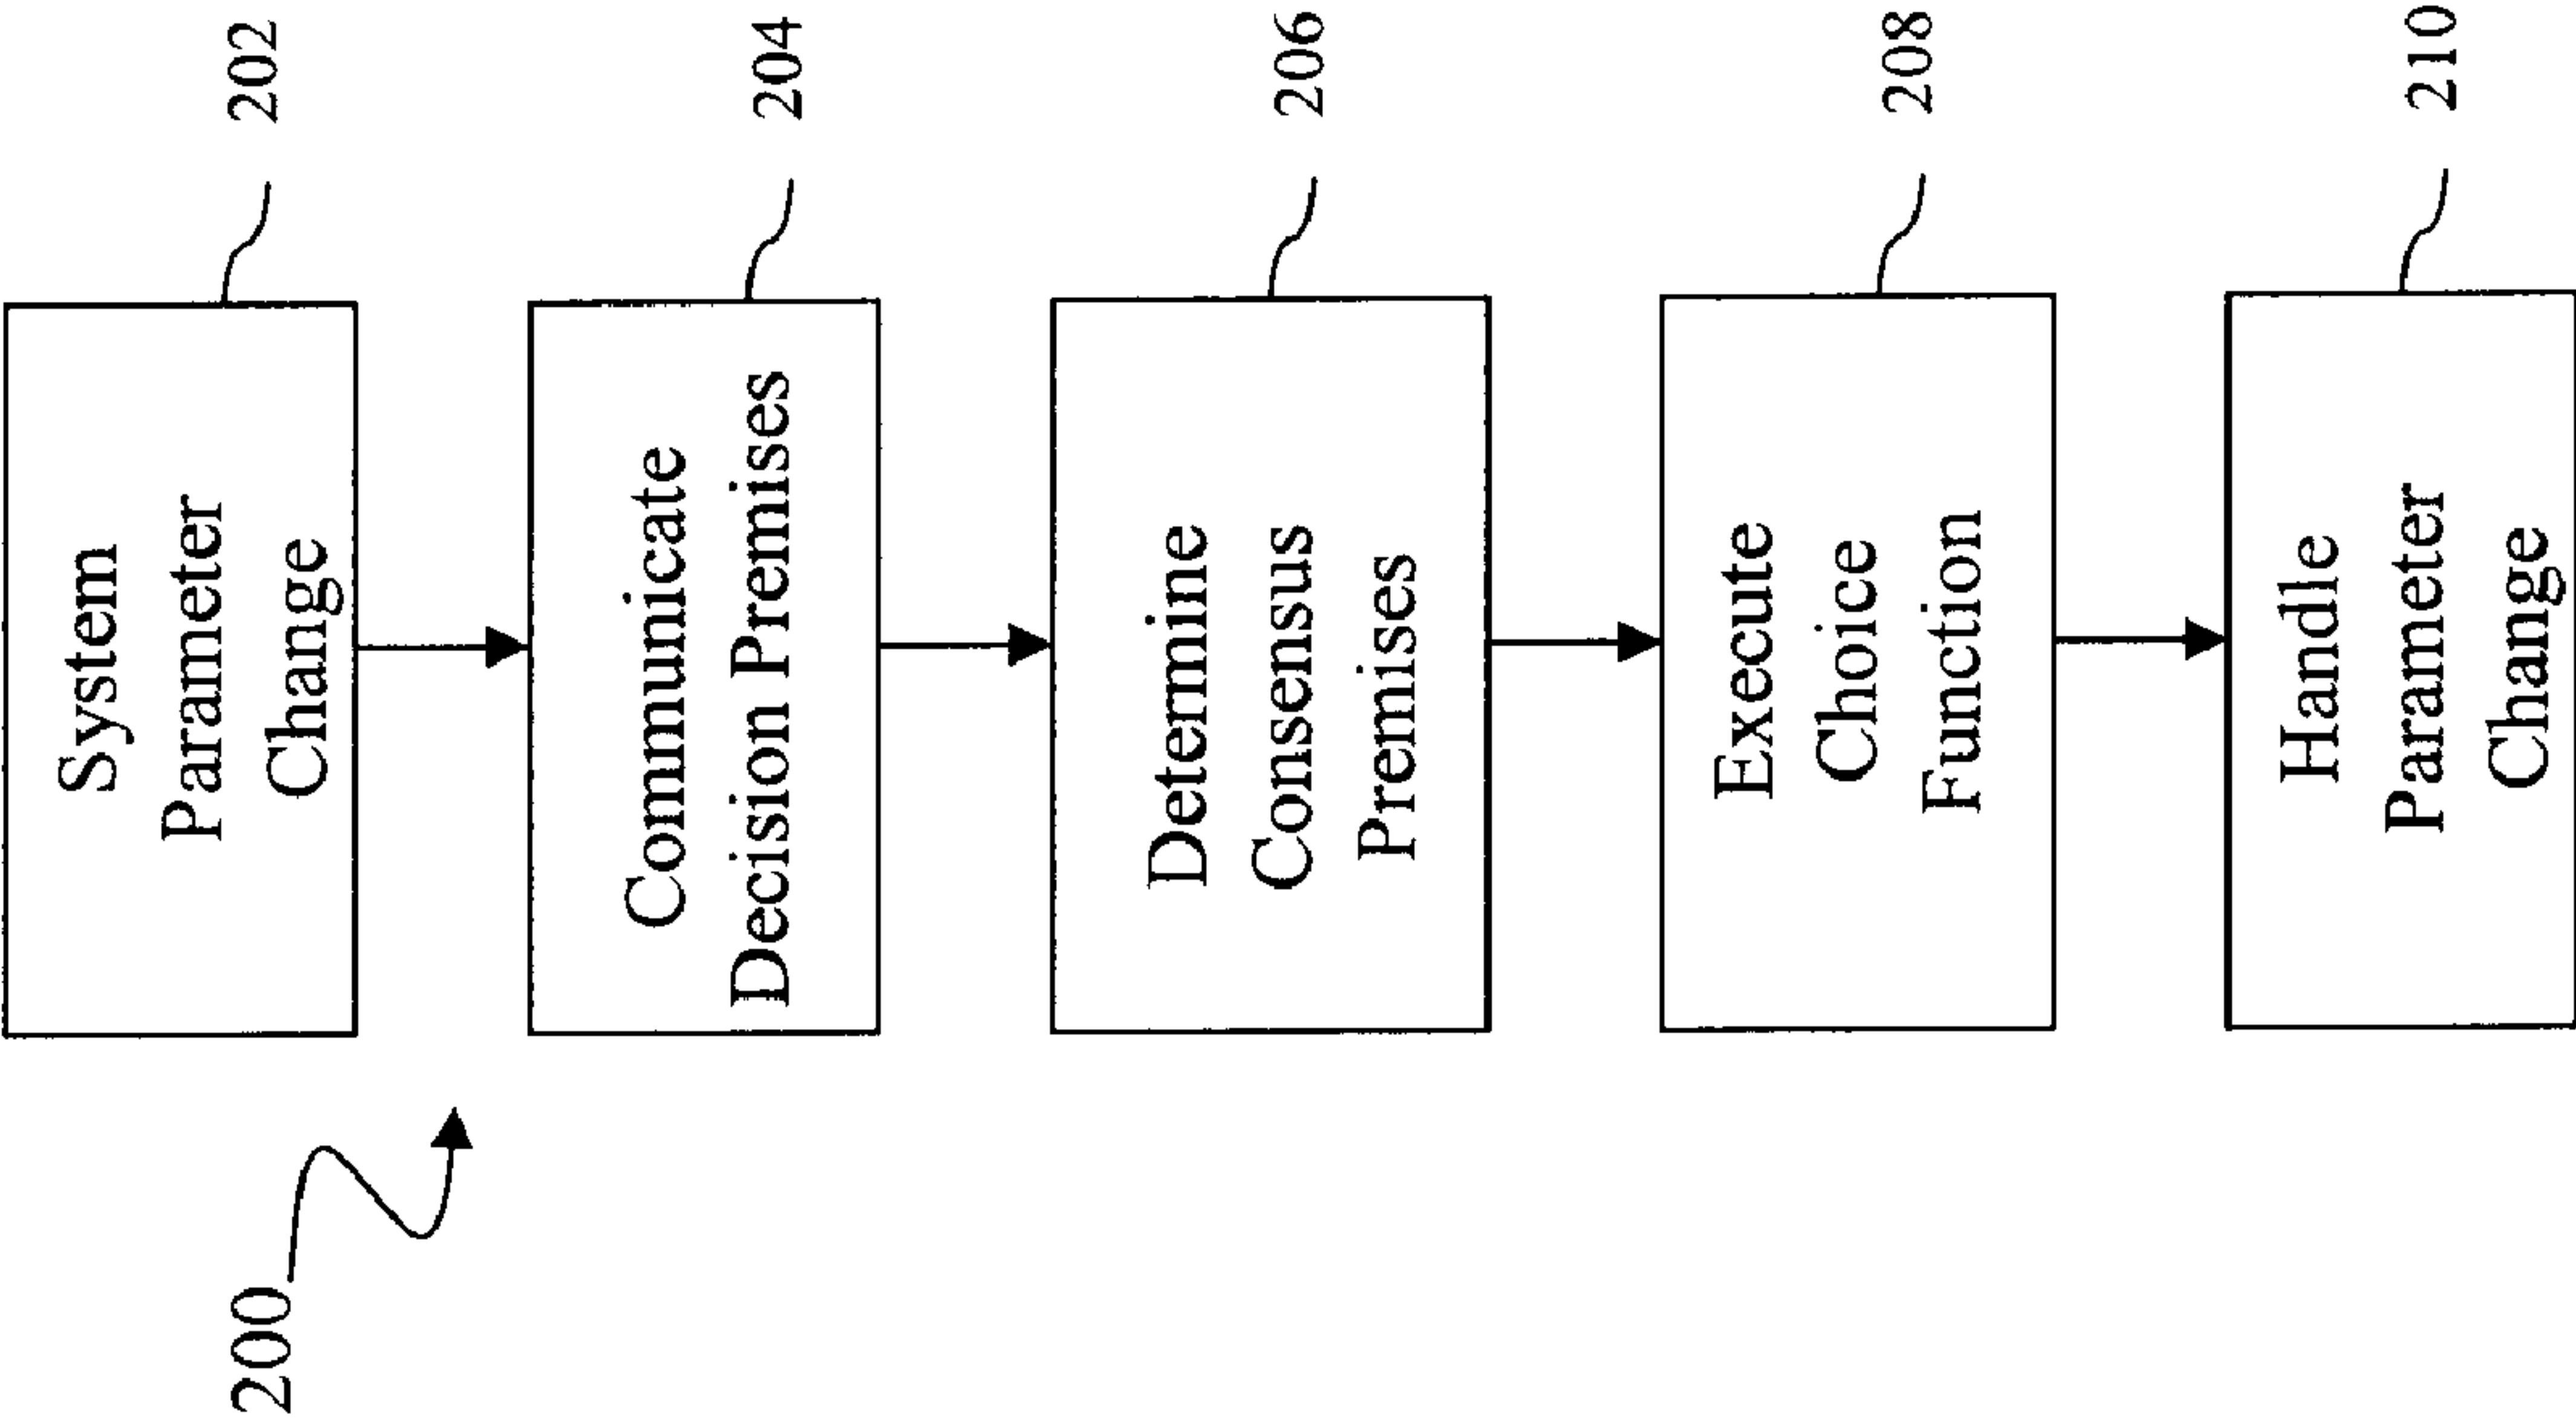 200
System
Parameter
Change
202
Communicate
Decision Premises
204
Determine
Consensus
Premises
206
Execute
Choice
Function
208
Handle
Parameter
Change
210